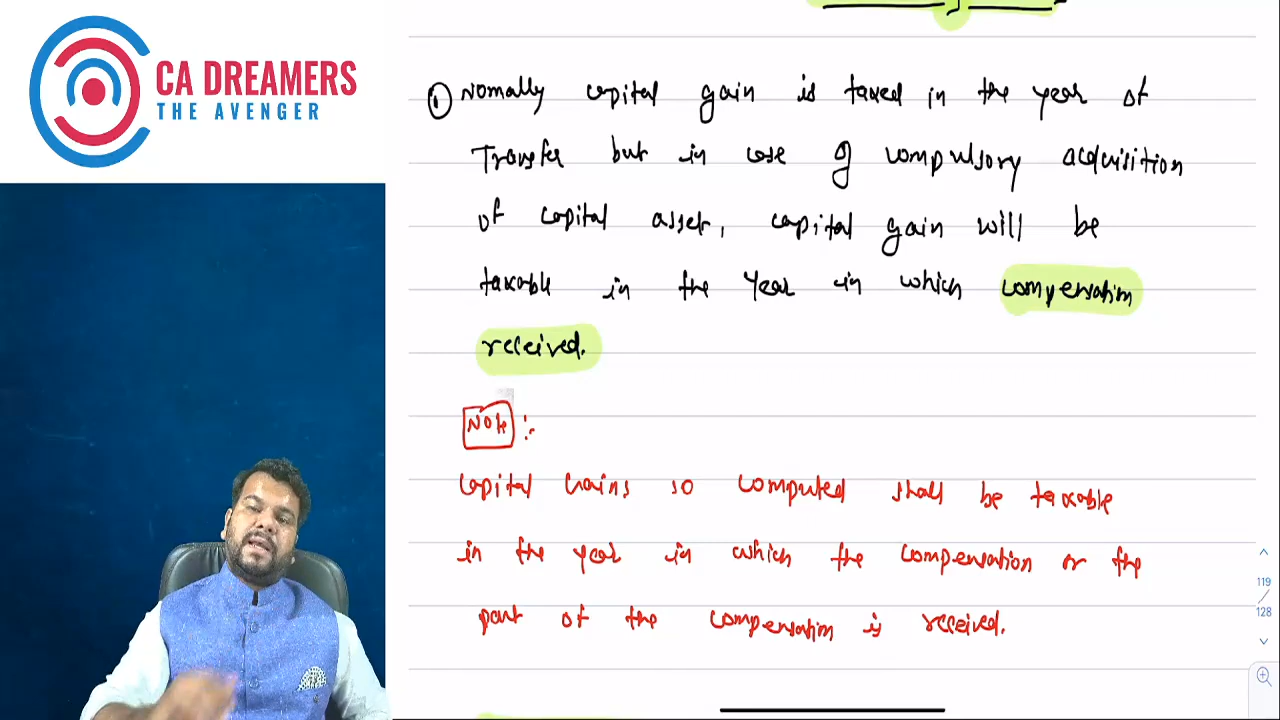 CA DREAMERS
THE AVENGER
① Nomally capital gain is taxed in the year of
Transfer but in case of compulsory acquisition
of capital asset, capital gain will be
taxable in the Year in which compensation
received.
Note :-
Capital Gains so computed shall be taxable
in the year in which the compensation or the
part of the compensation is received.
119
/
128